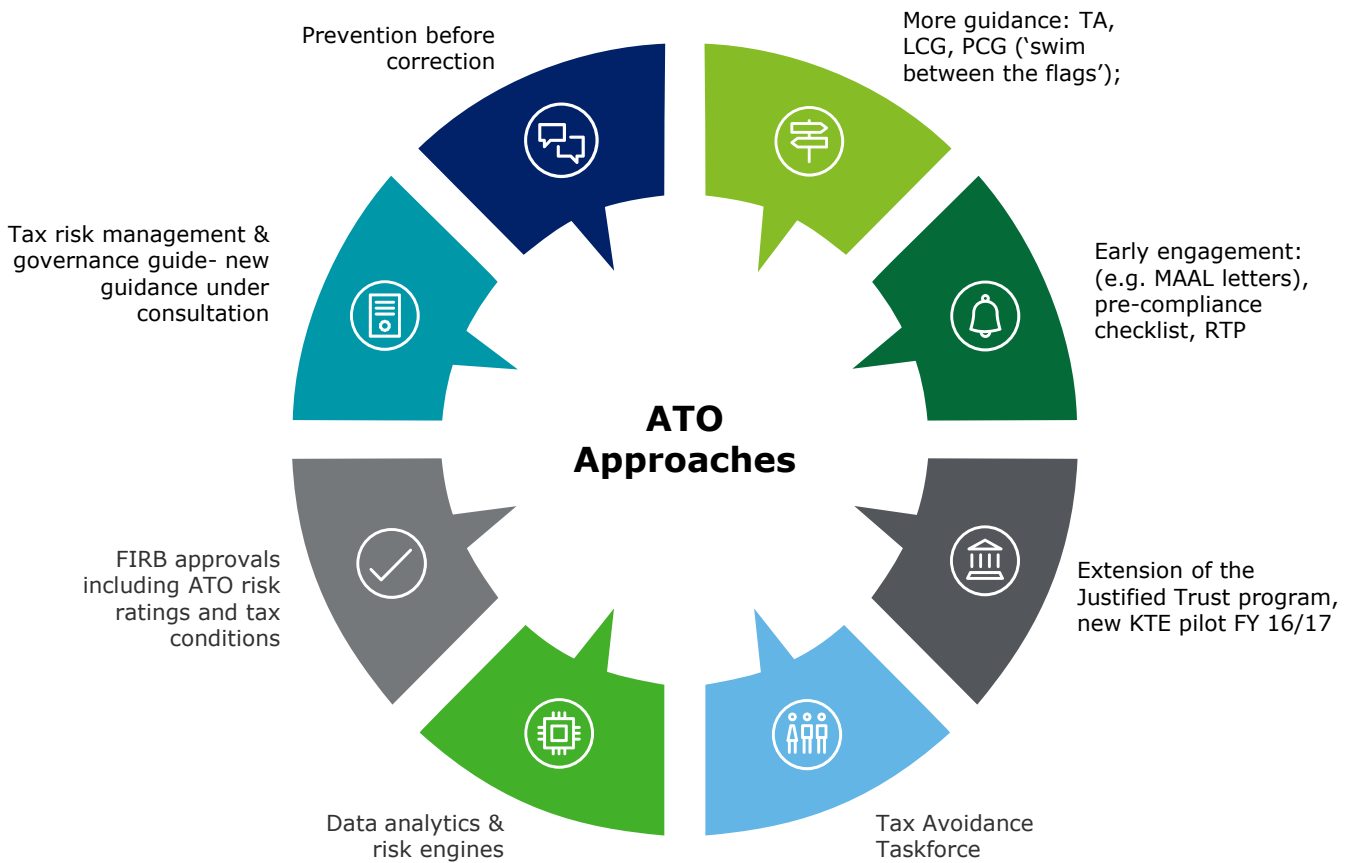 Prevention before
correction
More guidance: TA,
LCG, PCG (‘swim
between the flags’);
Tax risk management &
governance guide- new
guidance under
consultation
Early engagement:
(e.g. MAAL letters),
pre-compliance
checklist, RTP
ATO
Approaches
FIRB approvals
including ATO risk
ratings and tax
conditions
Extension of the
Justified Trust program,
new KTE pilot FY 16/17
Data analytics &
risk engines
Tax Avoidance
Taskforce